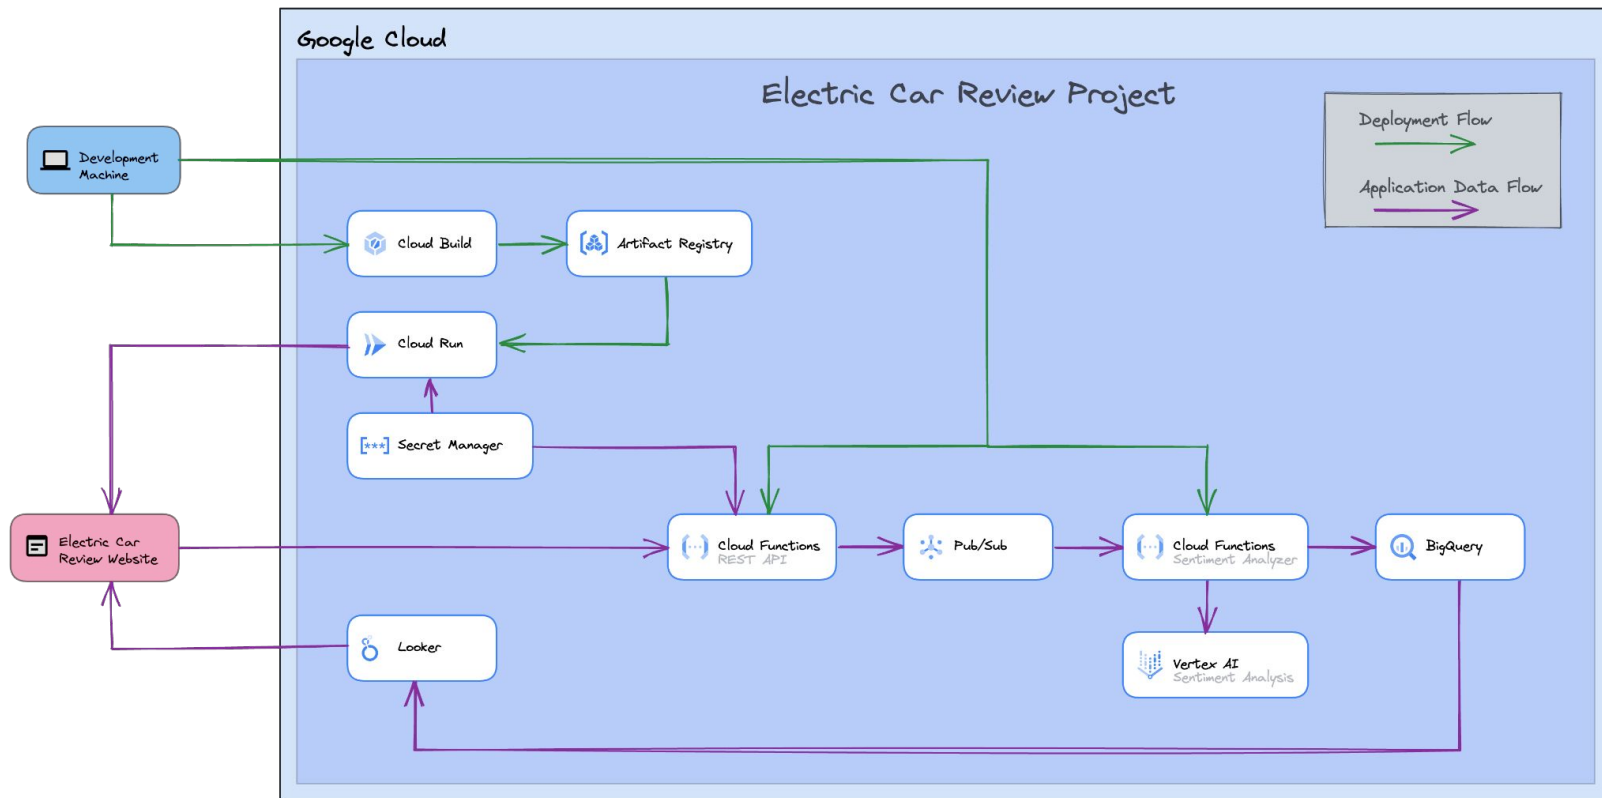 Google Cloud
Electric Car Review Project
Deployment Flow
Application Data Flow
Development
Machine
Cloud Build
Artifact Registry
Cloud Run
Secret Manager
Electric Car
Review Website
Cloud Functions
REST API
Pub/Sub
Cloud Functions
Sentiment Analyzer
BigQuery
Looker
Vertex AI
Sentiment Analysis